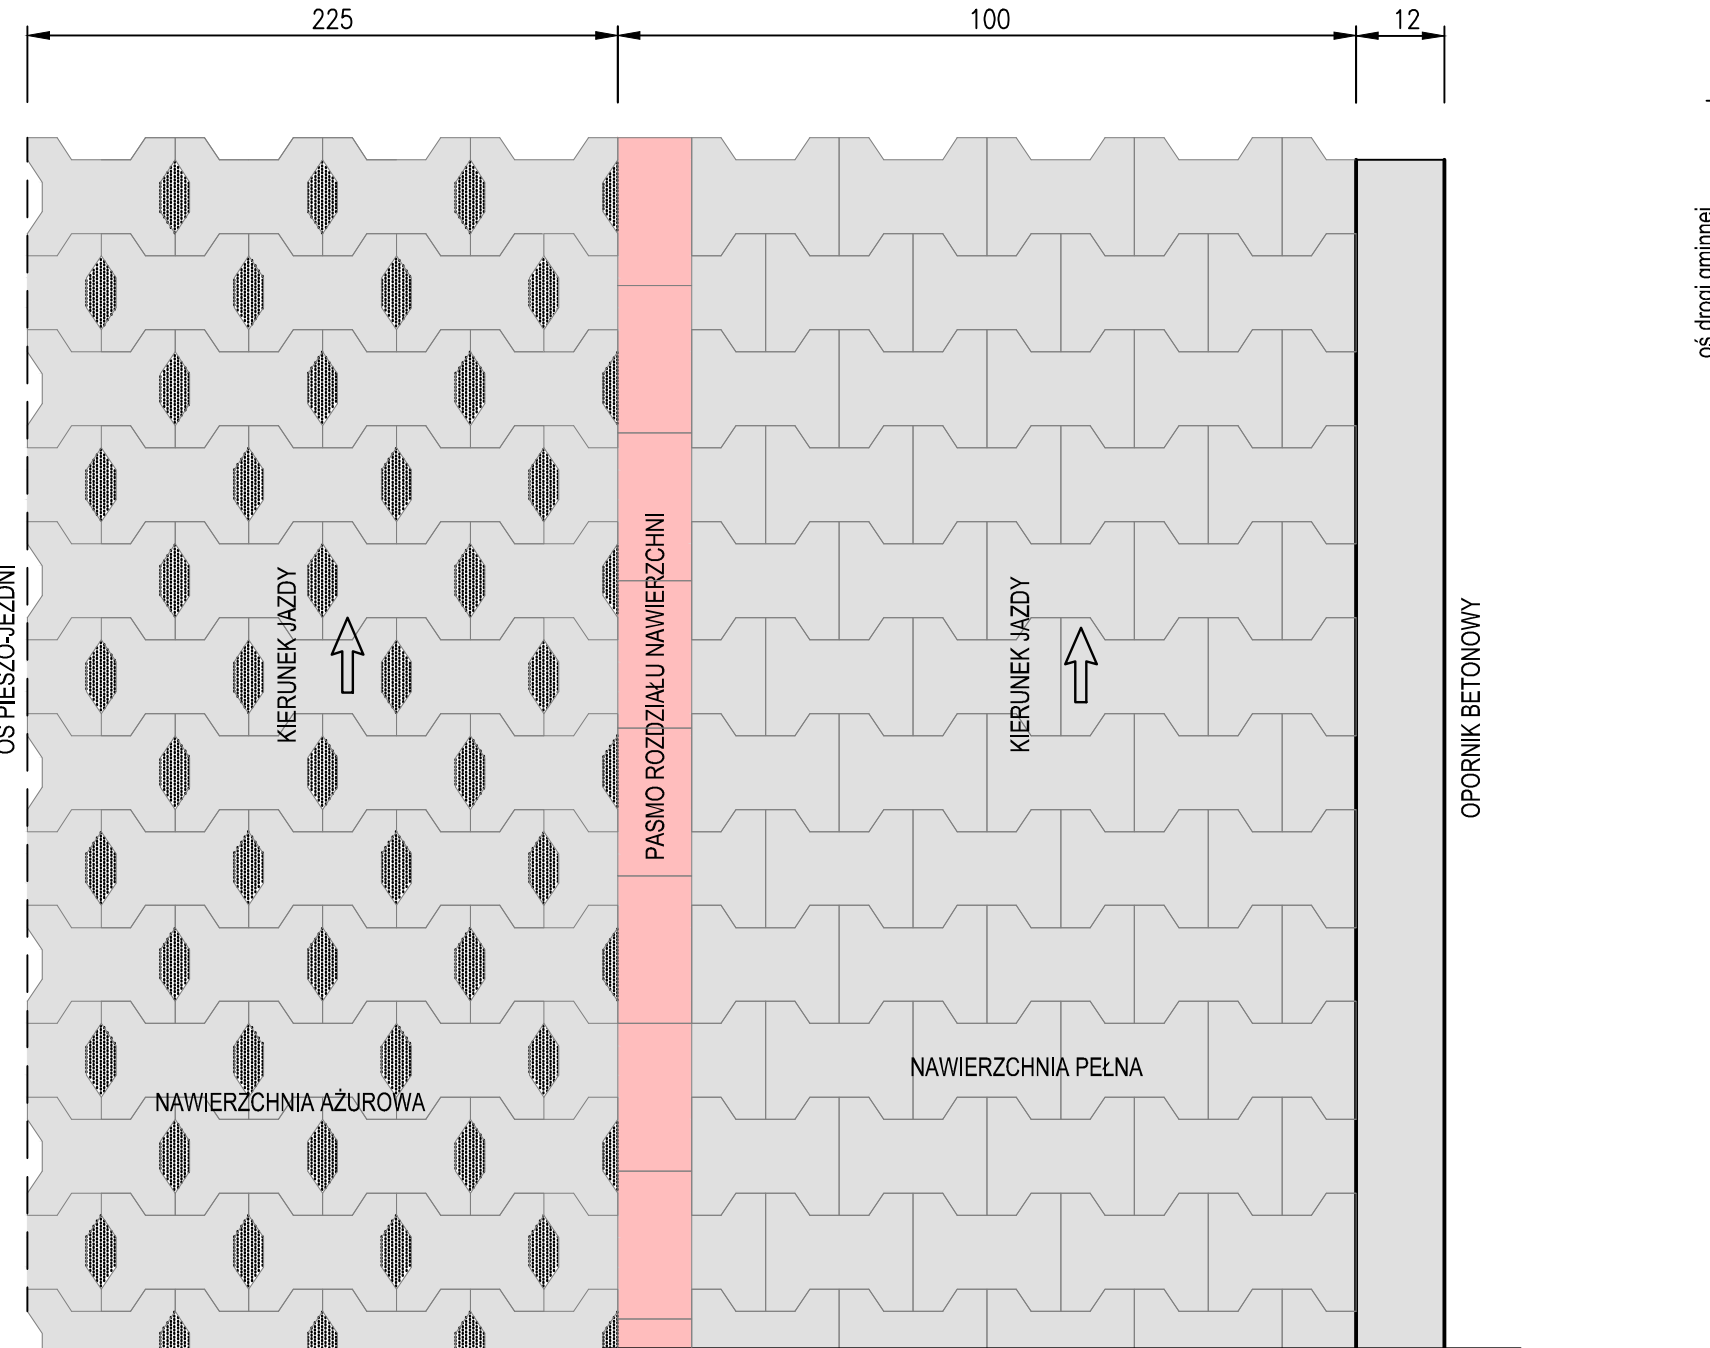 225
100
12
OŚ PIESZO-JEZDNI
KIERUNEK JAZDY
PASMO ROZDZIAŁU NAWIERZCHNI
KIERUNEK JAZDY
OPORNIK BETONOWY
oś drogi gminnej
NAWIERZCHNIA PEŁNA
NAWIERZCHNIA AŻUROWA